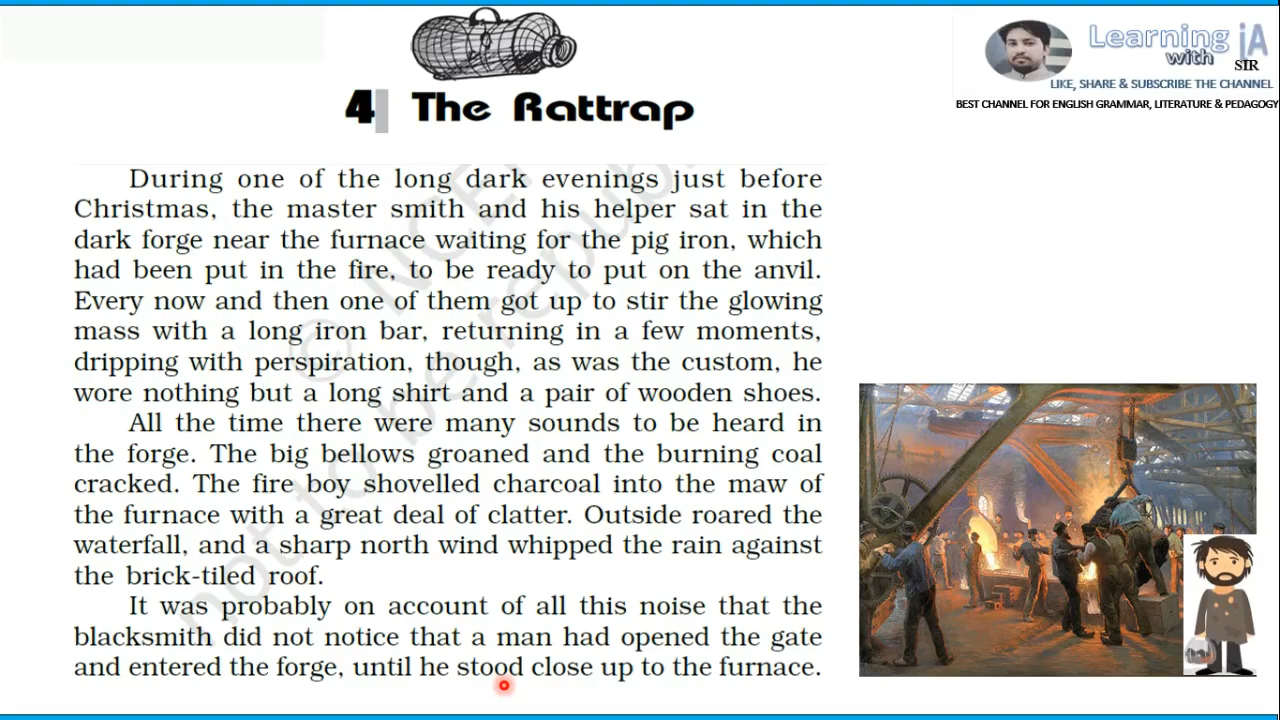 4 The Rattrap
Learning
with iA
SIR
LIKE, SHARE & SUBSCRIBE THE CHANNEL
BEST CHANNEL FOR ENGLISH GRAMMAR, LITERATURE & PEDAGOGY
During one of the long dark evenings just before
Christmas, the master smith and his helper sat in the
dark forge near the furnace waiting for the pig iron, which
had been put in the fire, to be ready to put on the anvil.
Every now and then one of them got up to stir the glowing
mass with a long iron bar, returning in a few moments,
dripping with perspiration, though, as was the custom, he
wore nothing but a long shirt and a pair of wooden shoes.
All the time there were many sounds to be heard in
the forge. The big bellows groaned and the burning coal
cracked. The fire boy shovelled charcoal into the maw of
the furnace with a great deal of clatter. Outside roared the
waterfall, and a sharp north wind whipped the rain against
the brick-tiled roof.
It was probably on account of all this noise that the
blacksmith did not notice that a man had opened the gate
and entered the forge, until he stood close up to the furnace.
© NCE
not to be republ